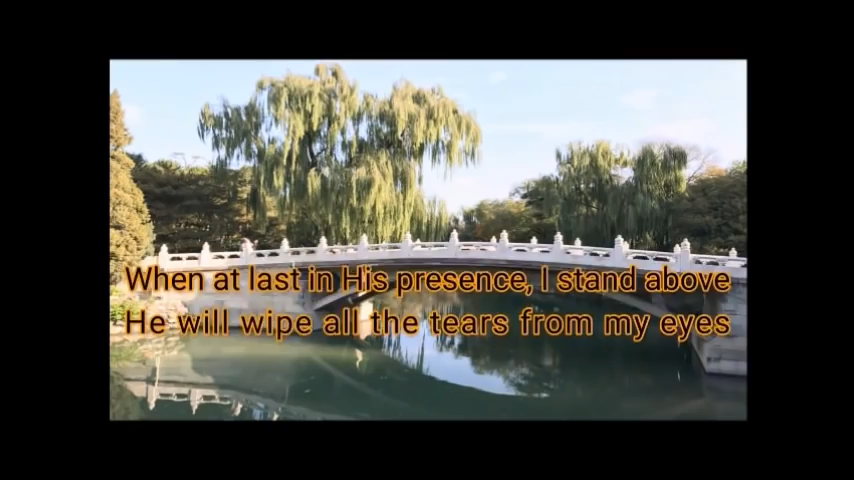 When at last in His presence, I stand above
He will wipe all the tears from my eyes